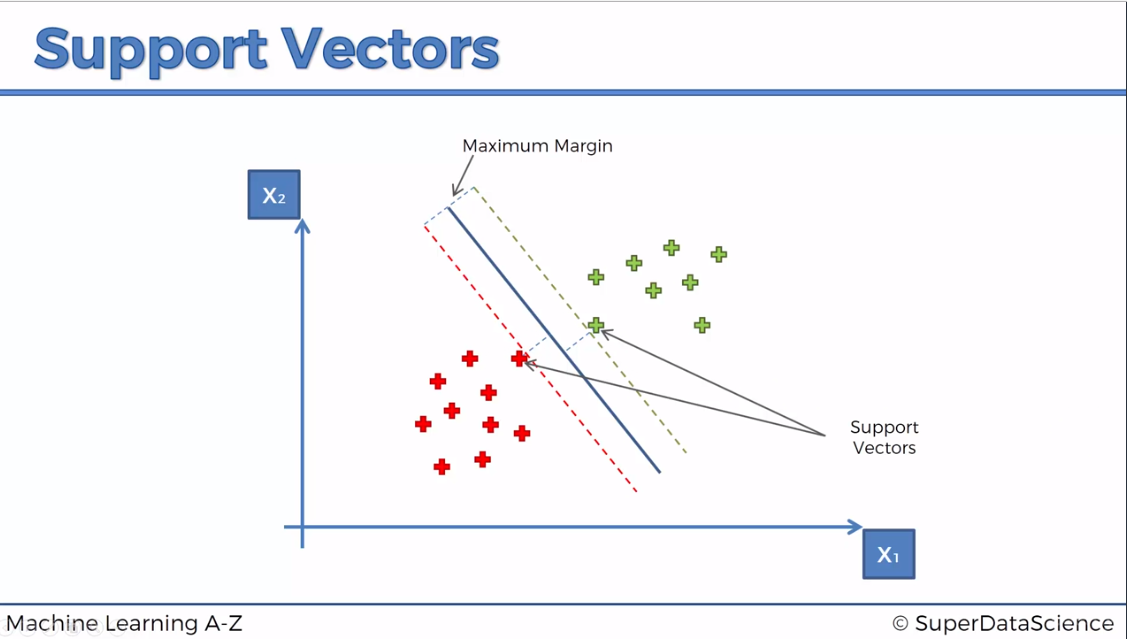 Support Vectors
Maximum Margin
X₂
Support
Vectors
X₁
Machine Learning A-Z
© SuperDataScience